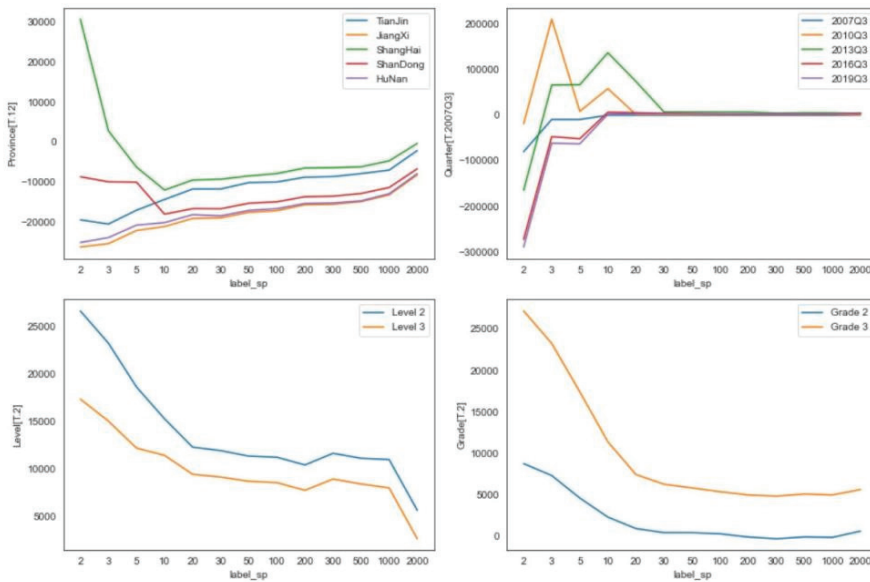 30000
20000
10000
0
−10000
−20000
Province[T.12]
2 3 5 10 20 30 50 100 200 300 500 1000 2000
label_sp
TianJin
JiangXi
ShangHai
ShanDong
HuNan
200000
100000
0
−100000
−200000
−300000
Quarter[T.2007Q3]
2 3 5 10 20 30 50 100 200 300 500 1000 2000
label_sp
2007Q3
2010Q3
2013Q3
2016Q3
2019Q3
25000
20000
15000
10000
5000
Level[T.2]
2 3 5 10 20 30 50 100 200 300 500 1000 2000
label_sp
Level 2
Level 3
25000
20000
15000
10000
5000
0
Grade[T.2]
2 3 5 10 20 30 50 100 200 300 500 1000 2000
label_sp
Grade 2
Grade 3